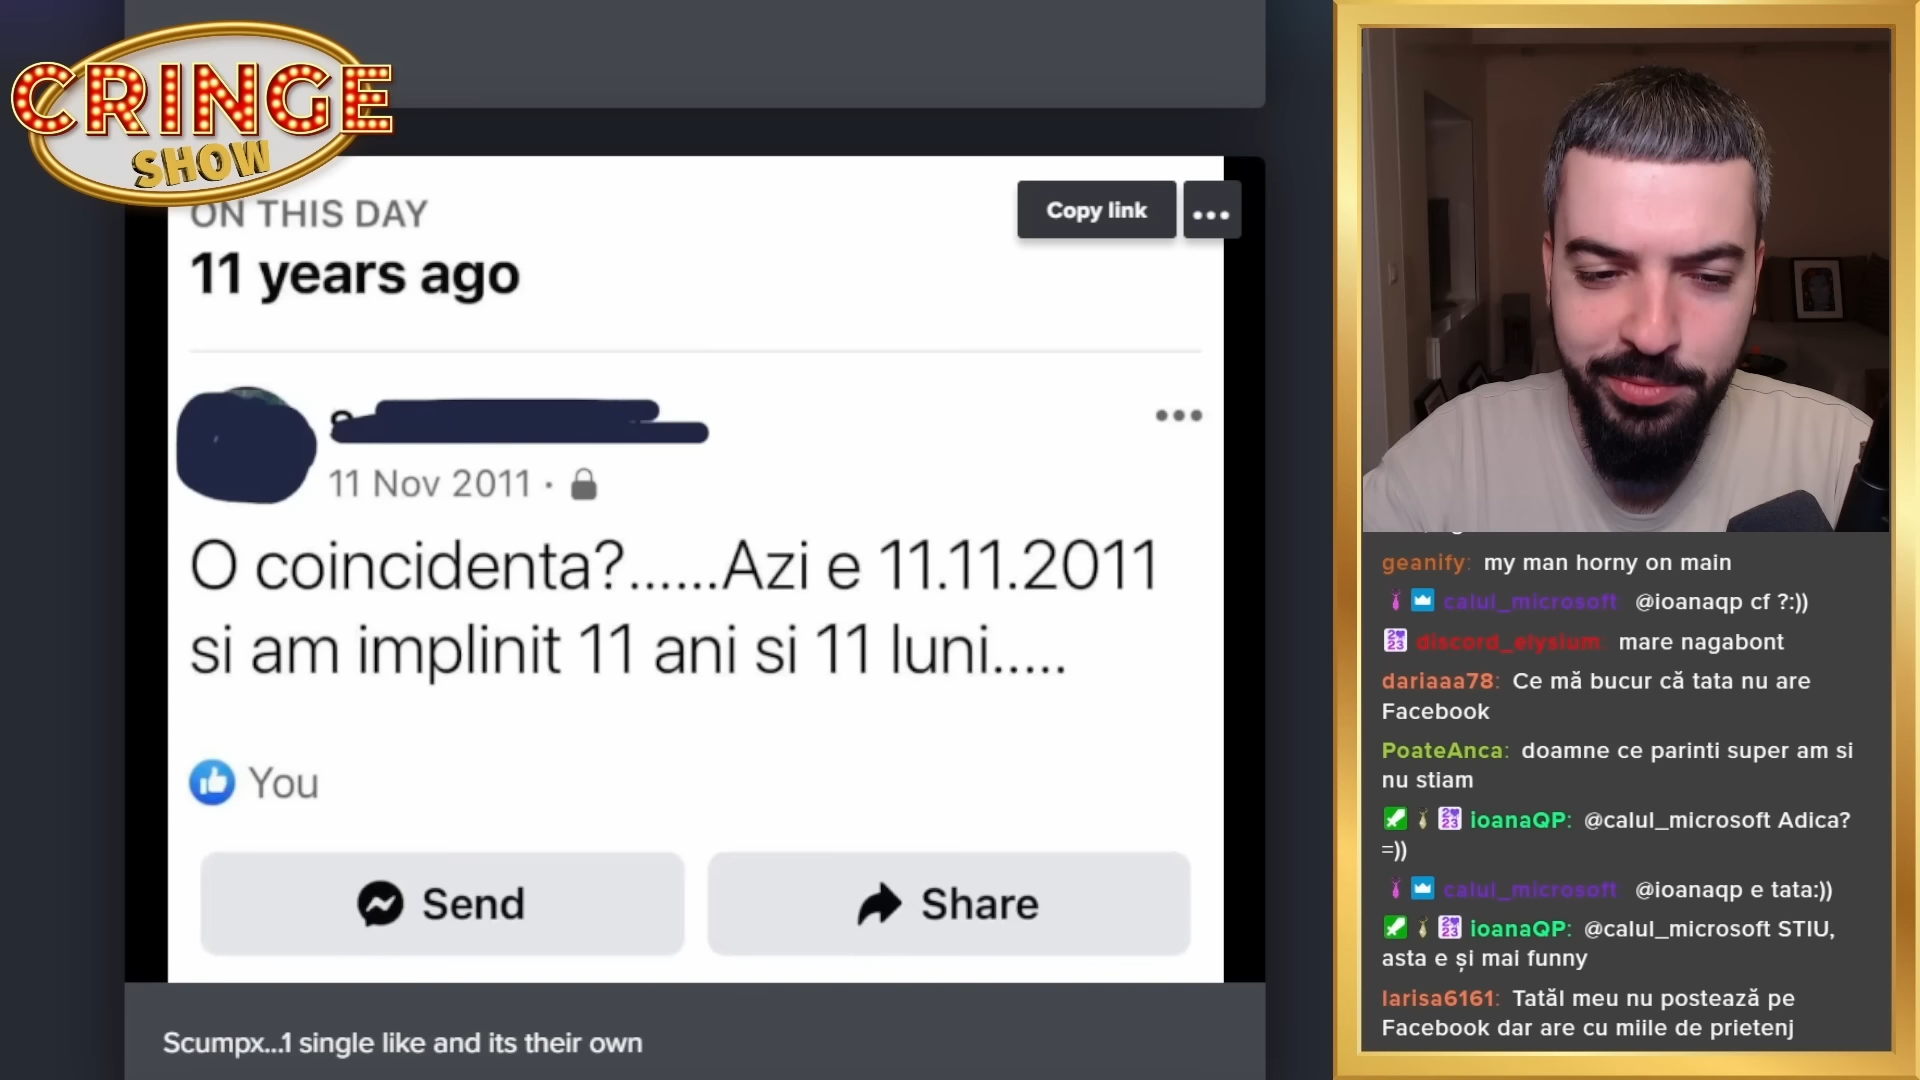 CRINGE
SHOW
ON THIS DAY
11 years ago
Copy link
11 Nov 2011 ·
O coincidenta?......Azi e 11.11.2011
si am implinit 11 ani si 11 luni.....
You
Send
Share
Scumpx...1 single like and its their own
geanify: my man horny on main
calul_microsoft: @ioanaqp cf ?:))
discord_elysium: mare nagabont
dariaaa78: Ce mă bucur că tata nu are
Facebook
PoateAnca: doamne ce parinti super am si
nu stiam
ioanaQP: @calul_microsoft Adica?
=))
calul_microsoft: @ioanaqp e tata:))
ioanaQP: @calul_microsoft STIU,
asta e și mai funny
larisa6161: Tatăl meu nu postează pe
Facebook dar are cu miile de prietenj